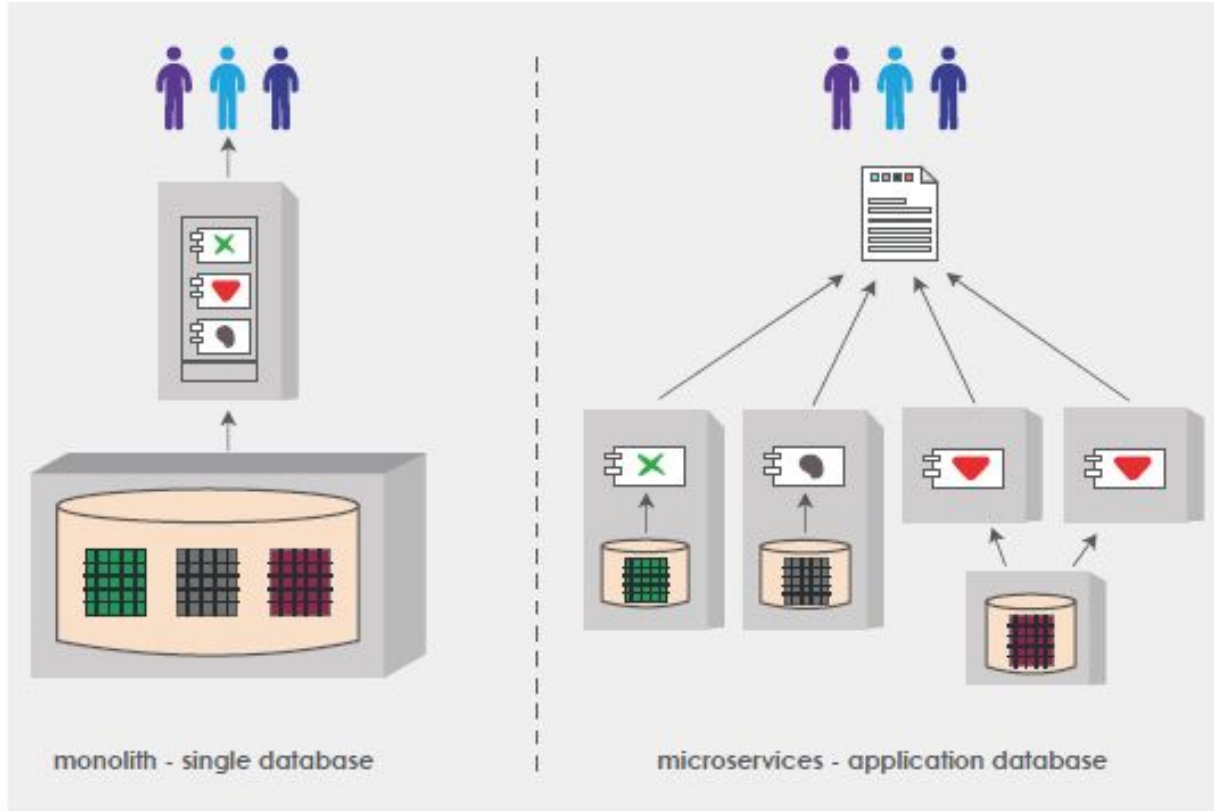 monolith - single database
microservices - application database